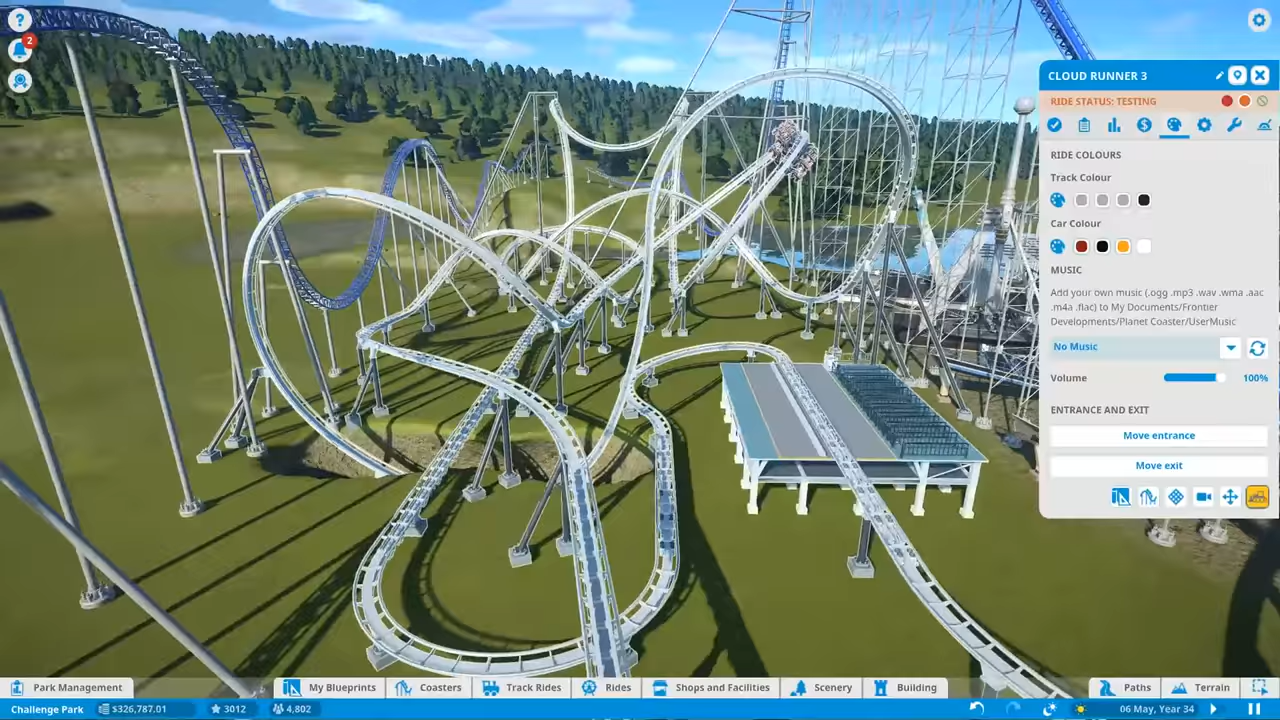 ?
2
CLOUD RUNNER 3
RIDE STATUS: TESTING
RIDE COLOURS
Track Colour
Car Colour
MUSIC
Add your own music (.ogg .mp3 .wav .wma .aac
.m4a .flac) to My Documents/Frontier
Developments/Planet Coaster/UserMusic
No Music
Volume
100%
ENTRANCE AND EXIT
Move entrance
Move exit
Park Management
My Blueprints
Coasters
Track Rides
Rides
Shops and Facilities
Scenery
Building
Paths
Terrain
Challenge Park
$326,787.01
3012
4,802
06 May, Year 34